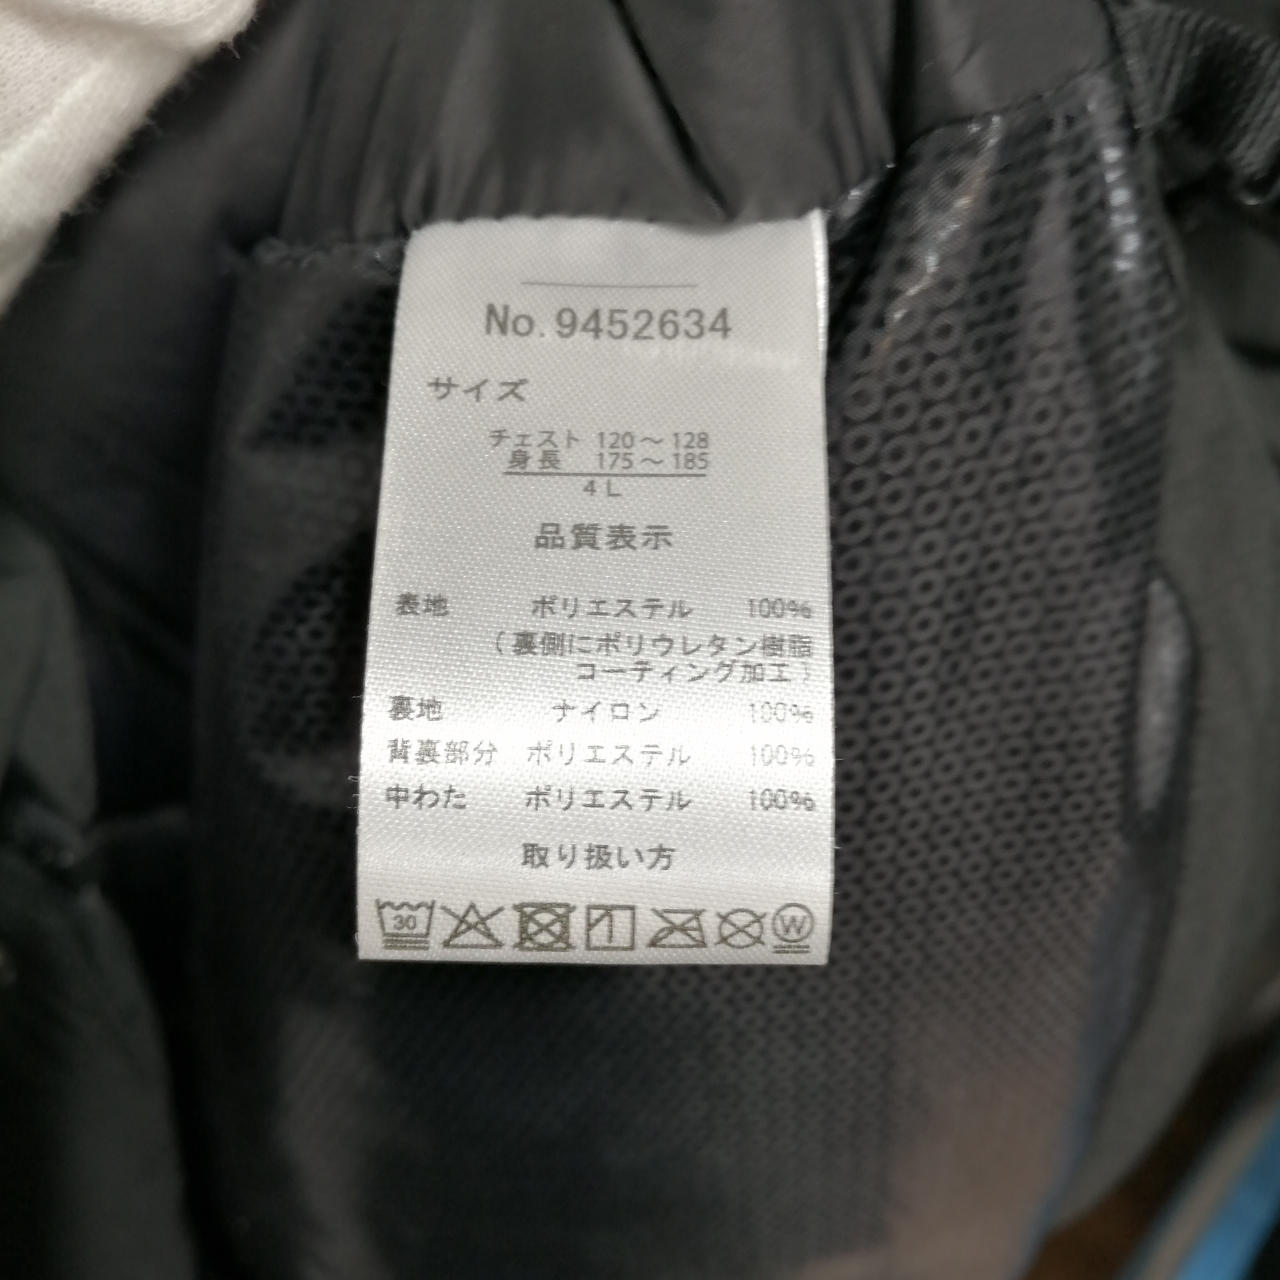 No.9452634
サイズ
チェスト 120～128
身長 175～185
4L
品質表示
表地 ポリエステル 100%
(裏側にポリウレタン樹脂
コーティング加工)
裏地 ナイロン 100%
背裏部分 ポリエステル 100%
中わた ポリエステル 100%
取り扱い方
30 W